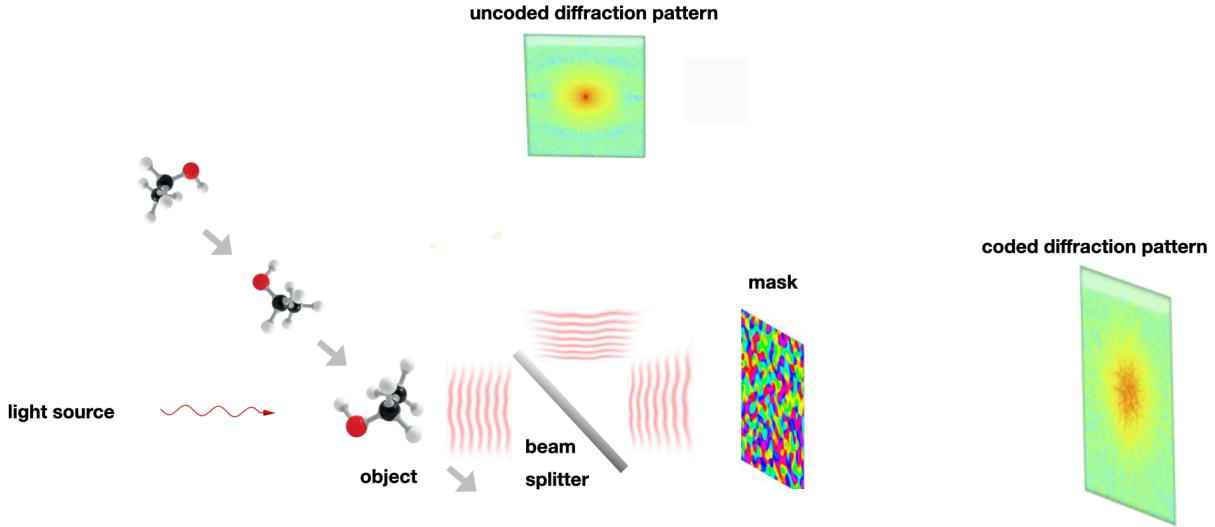 uncoded diffraction pattern
coded diffraction pattern
mask
light source
beam
splitter
object